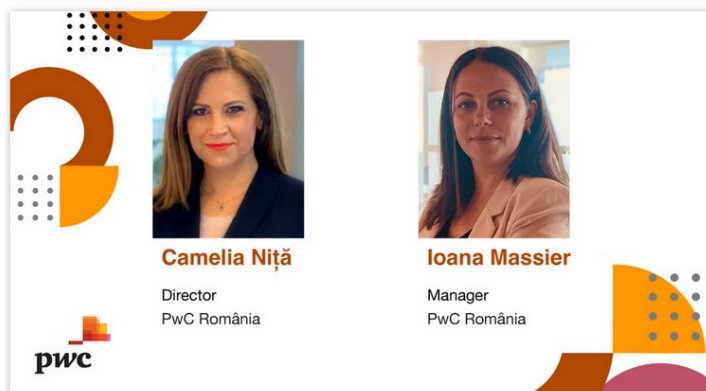 Camelia Niță
Director
PwC România
Ioana Massier
Manager
PwC România
pwc